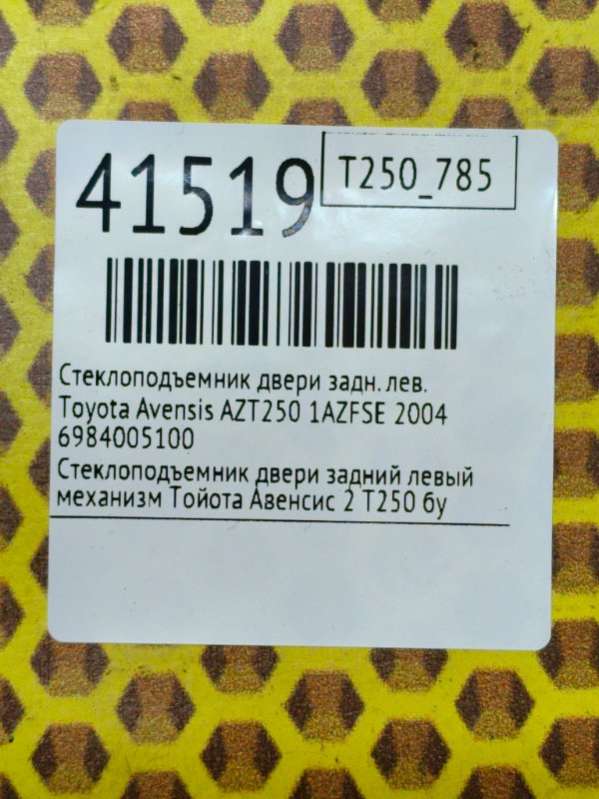 41519
T250_785
Стеклоподъемник двери задн. лев.
Toyota Avensis AZT250 1AZFSE 2004
6984005100
Стеклоподъемник двери задний левый
механизм Тойота Авенсис 2 Т250 бу